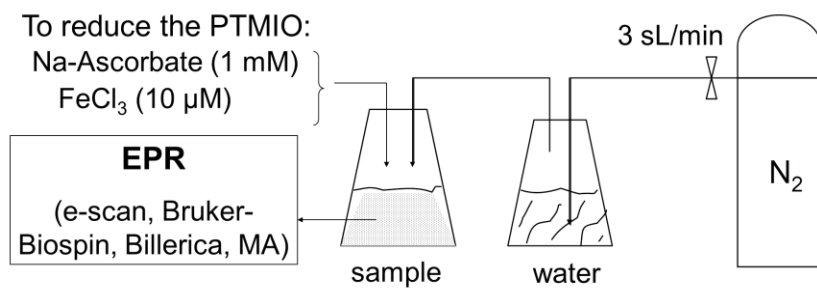 To reduce the PTMIO:
Na-Ascorbate (1 mM)
FeCl₃ (10 µM)
3 sL/min
EPR
(e-scan, Bruker-
Biospin, Billerica, MA)
N₂
sample
water